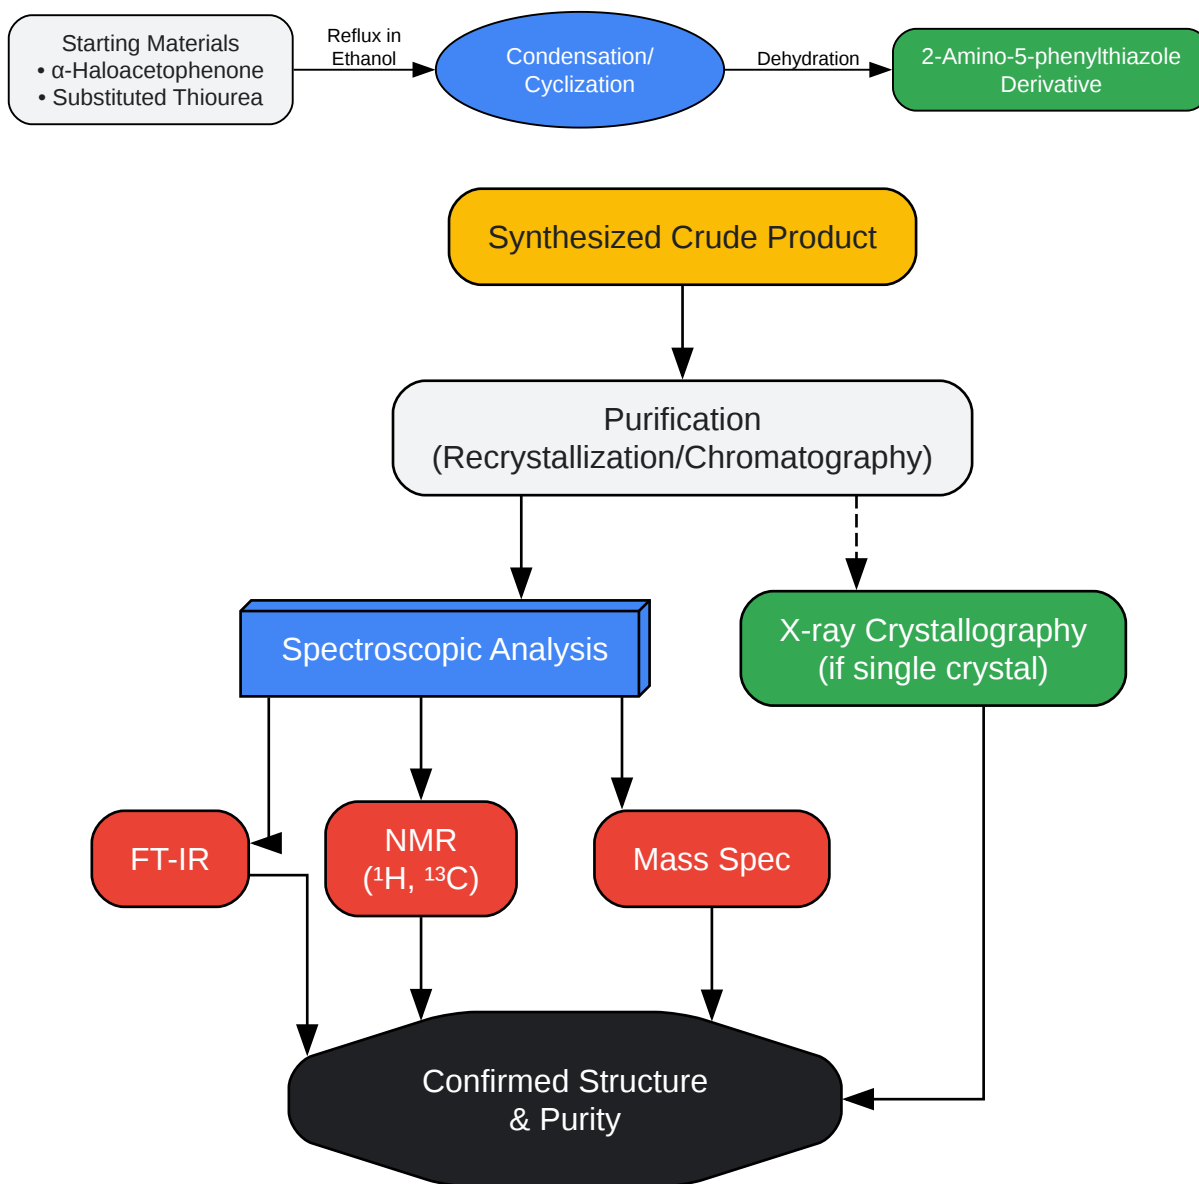 Starting Materials
• α-Haloacetophenone
• Substituted Thiourea
Reflux in
Ethanol
Condensation/
Cyclization
Dehydration
2-Amino-5-phenylthiazole
Derivative
Synthesized Crude Product
Purification
(Recrystallization/Chromatography)
Spectroscopic Analysis
X-ray Crystallography
(if single crystal)
FT-IR
NMR
(¹H, ¹³C)
Mass Spec
Confirmed Structure
& Purity